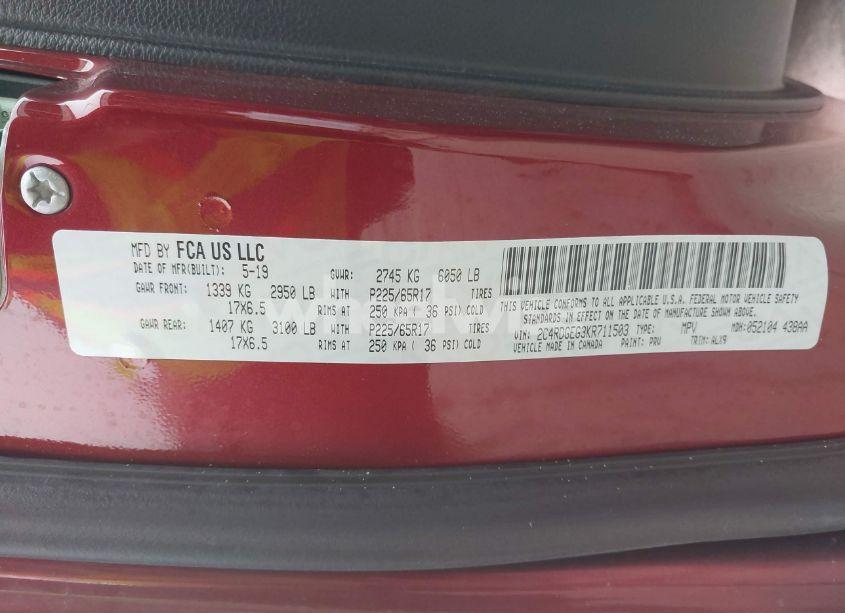 MFD BY FCA US LLC
DATE OF MFR(BUILT): 5-19 GVWR: 2745 KG 6050 LB
GAWR FRONT: 1339 KG 2950 LB WITH P225/65R17 TIRES
17X6.5 RIMS AT 250 KPA ( 36 PSI) COLD
GAWR REAR: 1407 KG 3100 LB WITH P225/65R17 TIRES
17X6.5 RIMS AT 250 KPA ( 36 PSI) COLD
THIS VEHICLE CONFORMS TO ALL APPLICABLE U.S.A. FEDERAL MOTOR VEHICLE SAFETY
STANDARDS IN EFFECT ON THE DATE OF MANUFACTURE SHOWN ABOVE.
VIN: 2C4RDGEG3KR711503 TYPE: MPV MDH: 052104 438AA
VEHICLE MADE IN CANADA PAINT: PRV TRIM: ALX9